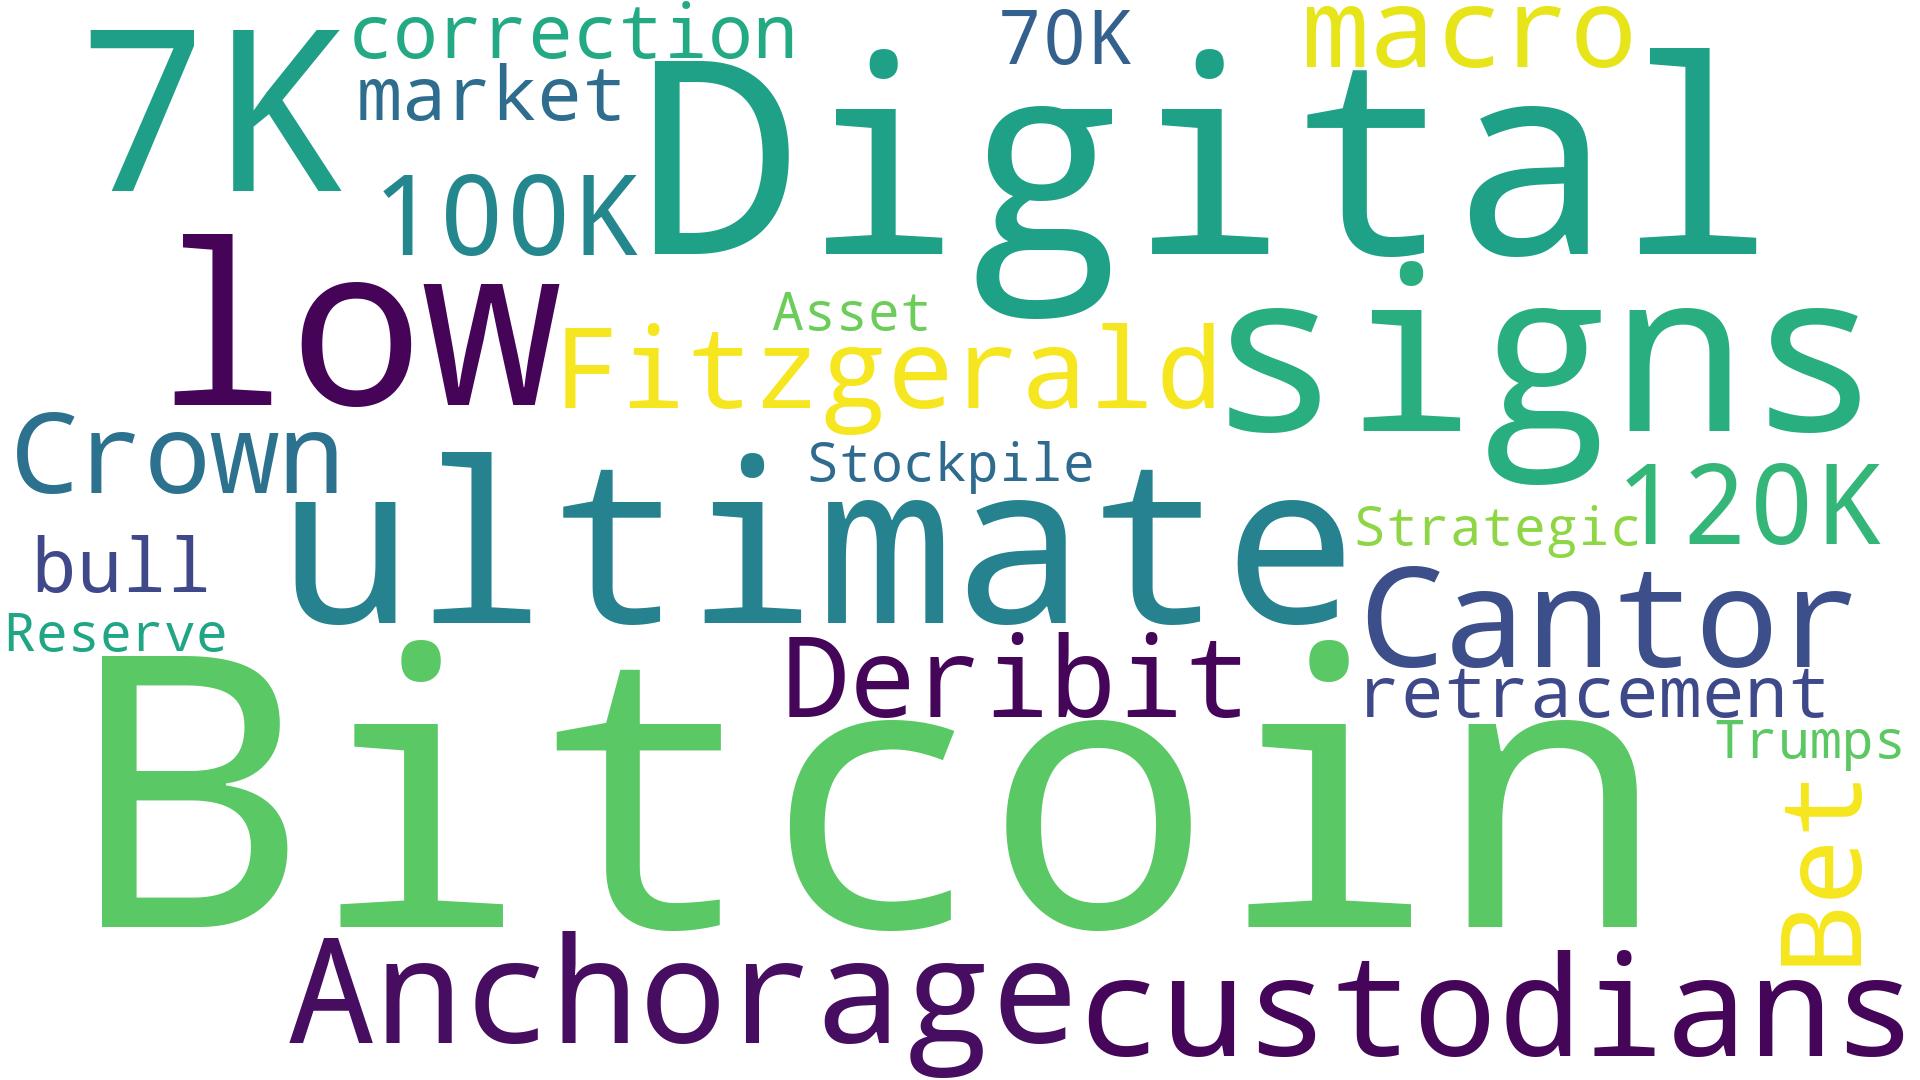 correction
70K
macro
7K
market
Digital
100K
low
Asset
Fitzgerald
signs
Crown
Stockpile
ultimate
120K
Strategic
bull
Cantor
Reserve
Deribit
retracement
Bitcoin
Trumps
Bet
Anchorage
custodians